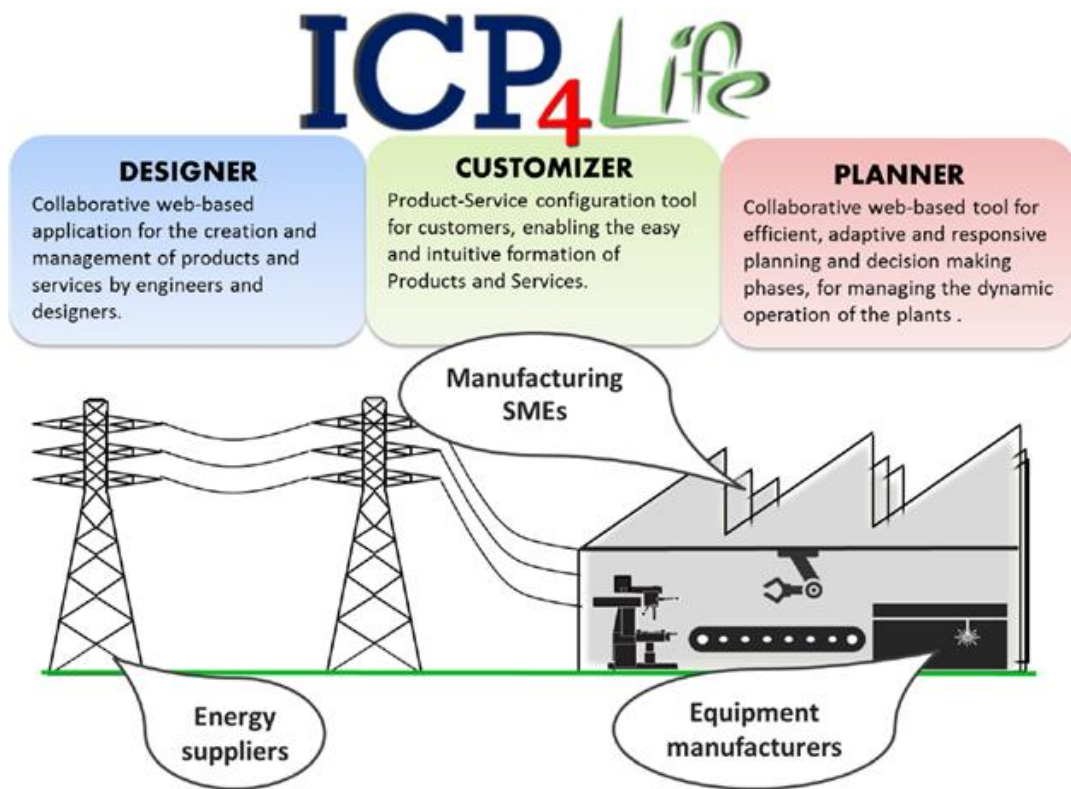 ICP4Life
DESIGNER
Collaborative web-based
application for the creation and
management of products and
services by engineers and
designers.
CUSTOMIZER
Product-Service configuration tool
for customers, enabling the easy
and intuitive formation of
Products and Services.
PLANNER
Collaborative web-based tool for
efficient, adaptive and responsive
planning and decision making
phases, for managing the dynamic
operation of the plants .
Manufacturing
SMEs
Energy
suppliers
Equipment
manufacturers